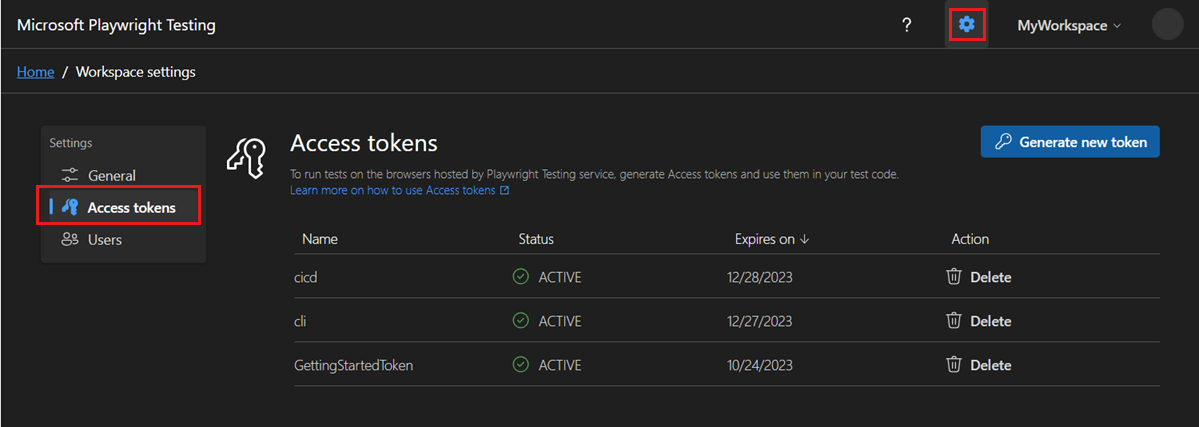 Microsoft Playwright Testing ? MyWorkspace
Home / Workspace settings
Settings
General
Access tokens
Users
Access tokens
Generate new token
To run tests on the browsers hosted by Playwright Testing service, generate Access tokens and use them in your test code.
Learn more on how to use Access tokens
Name Status Expires on ↓ Action
cicd ACTIVE 12/28/2023 Delete
cli ACTIVE 12/27/2023 Delete
GettingStartedToken ACTIVE 10/24/2023 Delete